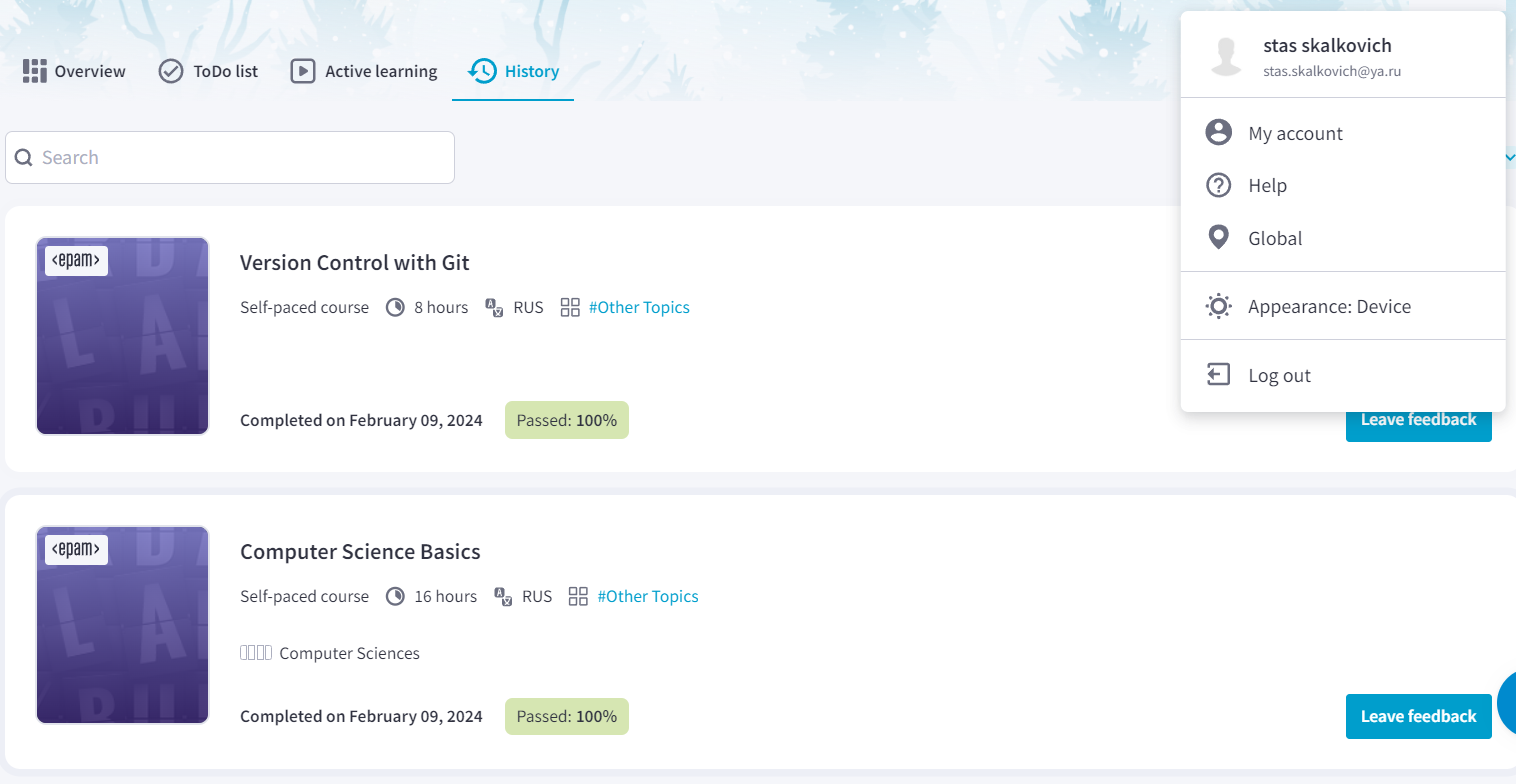 Overview
ToDo list
Active learning
History
stas skalkovich
stas.skalkovich@ya.ru
My account
Help
Global
Appearance: Device
Log out
Search
<epam>
Version Control with Git
Self-paced course 8 hours RUS #Other Topics
Completed on February 09, 2024 Passed: 100% Leave feedback
<epam>
Computer Science Basics
Self-paced course 16 hours RUS #Other Topics
Computer Sciences
Completed on February 09, 2024 Passed: 100% Leave feedback